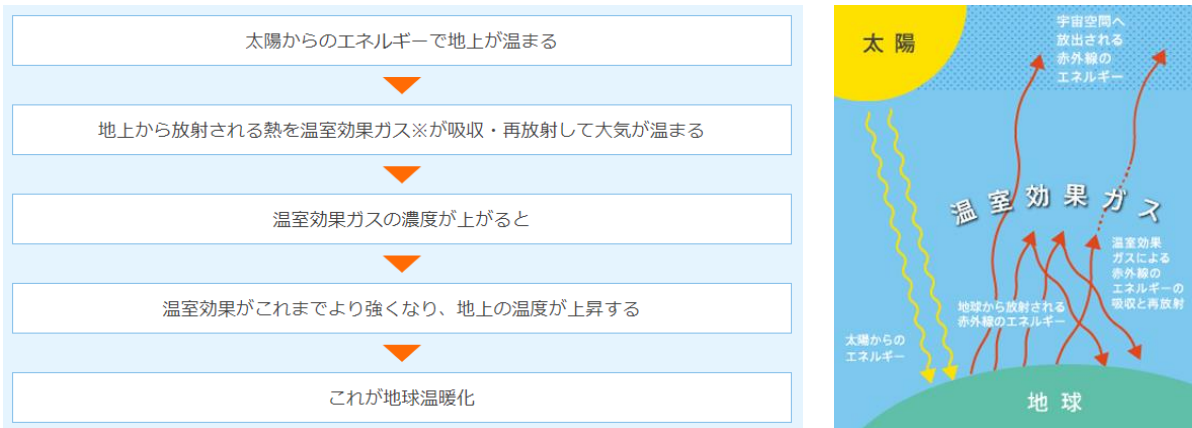 太陽からのエネルギーで地上が温まる
地上から放射される熱を温室効果ガス※が吸収・再放射して大気が温まる
温室効果ガスの濃度が上がると
温室効果がこれまでより強くなり、地上の温度が上昇する
これが地球温暖化
太陽
宇宙空間へ
放出される
赤外線の
エネルギー
温室効果ガス
温室効果
ガスによる
赤外線の
エネルギーの
吸収と再放射
地球から放射される
赤外線のエネルギー
太陽からの
エネルギー
地球